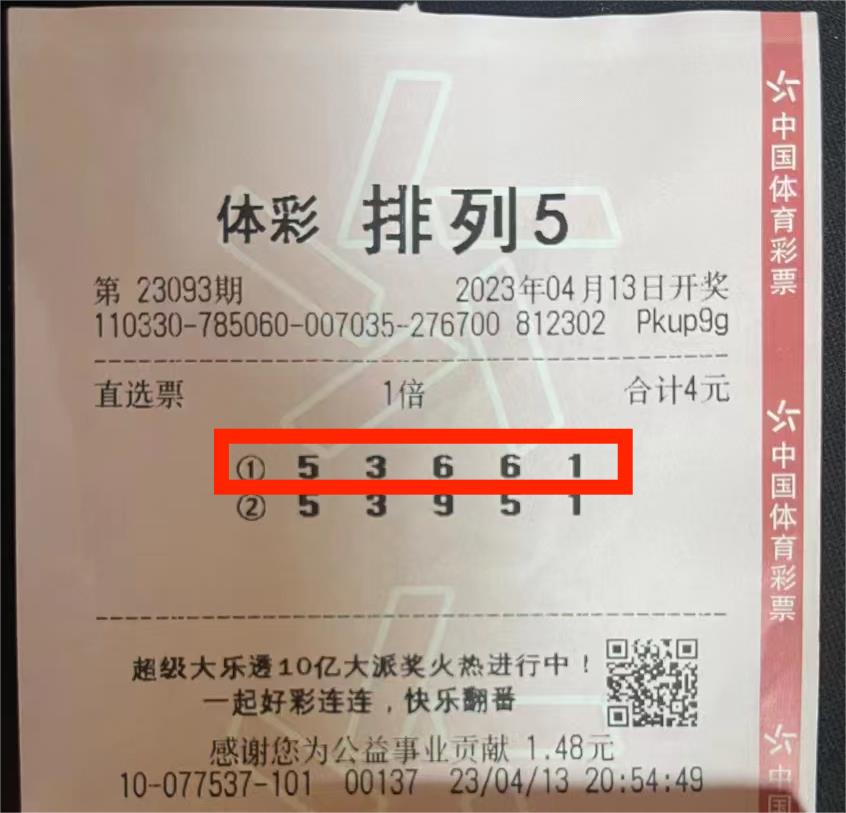 体彩 排列5
第 23093期 2023年04月13日开奖
110330-785060-007035-276700 812302 Pkup9g
直选票 1倍 合计4元
① 5 3 6 6 1
② 5 3 9 5 1
超级大乐透10亿大派奖火热进行中！
一起好彩连连，快乐翻番
感谢您为公益事业贡献 1.48元
10-077537-101 00137 23/04/13 20:54:49
中国体育彩票
中国体育彩票
中国